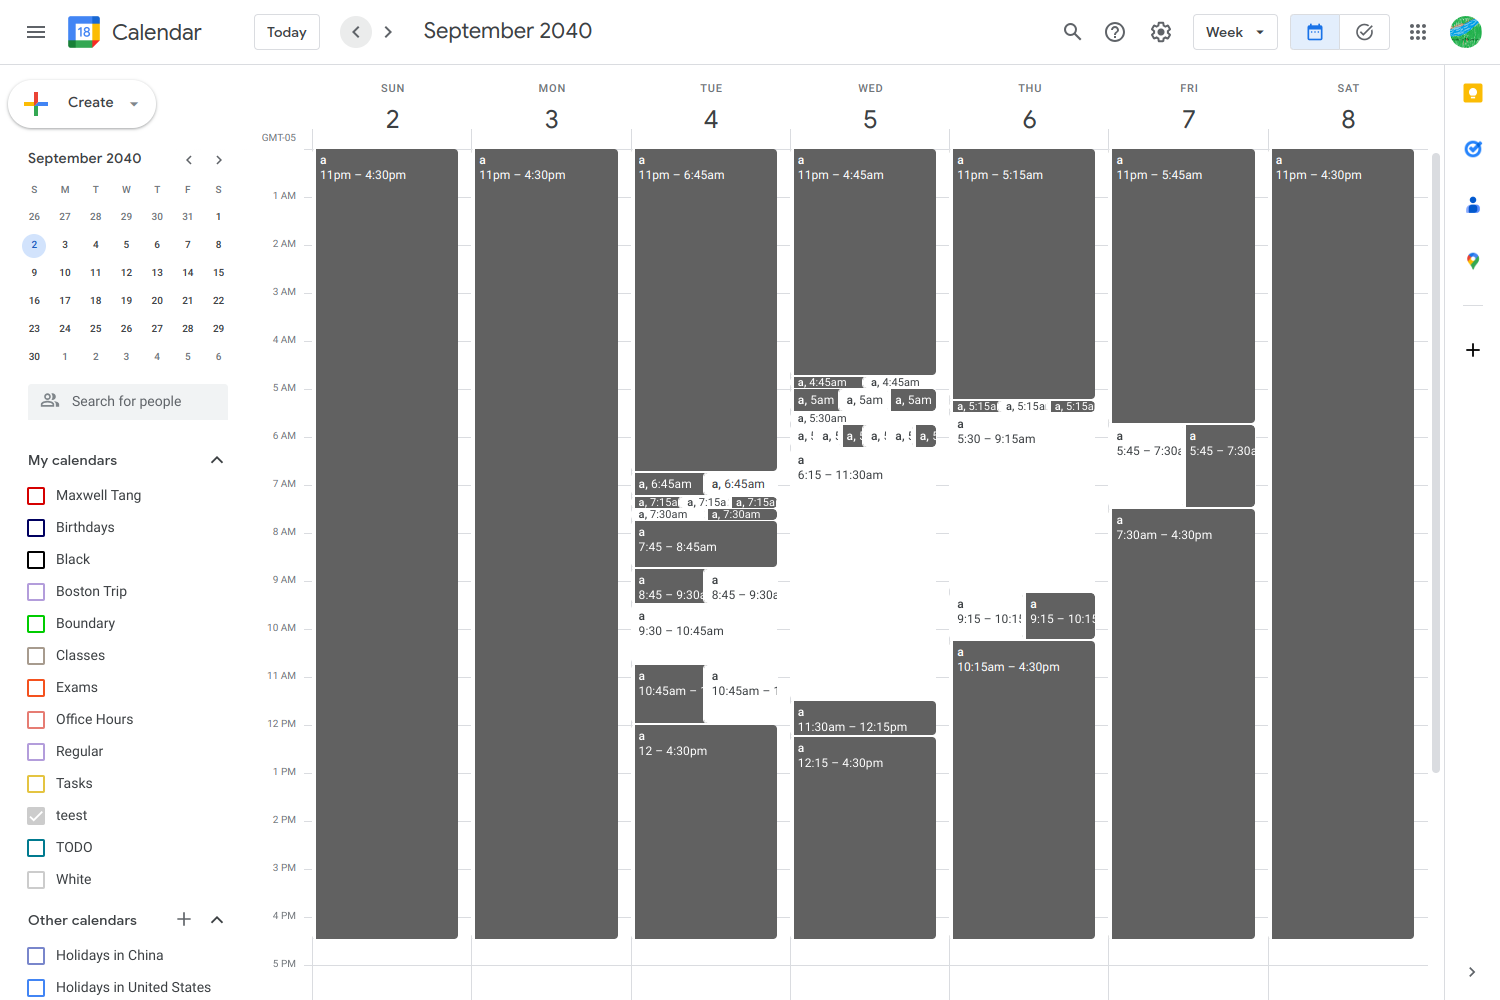 18 Calendar Today September 2040 Week
Create
September 2040
S M T W T F S
26 27 28 29 30 31 1
2 3 4 5 6 7 8
9 10 11 12 13 14 15
16 17 18 19 20 21 22
23 24 25 26 27 28 29
30 1 2 3 4 5 6
Search for people
My calendars
Maxwell Tang
Birthdays
Black
Boston Trip
Boundary
Classes
Exams
Office Hours
Regular
Tasks
teest
TODO
White
Other calendars
Holidays in China
Holidays in United States
SUN MON TUE WED THU FRI SAT
2 3 4 5 6 7 8
GMT-05
1 AM
2 AM
3 AM
4 AM
5 AM
6 AM
7 AM
8 AM
9 AM
10 AM
11 AM
12 PM
1 PM
2 PM
3 PM
4 PM
5 PM
a
11pm – 4:30pm
a
11pm – 4:30pm
a
11pm – 6:45am
a, 6:45am
a, 6:45am
a, 7:15a
a, 7:15a
a, 7:15a
a, 7:30am
a, 7:30am
a
7:45 – 8:45am
a
8:45 – 9:30a
a
8:45 – 9:30a
a
9:30 – 10:45am
a
10:45am –
a
10:45am – 1
a
12 – 4:30pm
a
11pm – 4:45am
a, 4:45am
a, 4:45am
a, 5am
a, 5am
a, 5am
a, 5:30am
a, 5
a, 5
a, 5
a, 5
a, 5
a, 5
a
6:15 – 11:30am
a
11:30am – 12:15pm
a
12:15 – 4:30pm
a
11pm – 5:15am
a, 5:15a
a, 5:15a
a, 5:15a
a
5:30 – 9:15am
a
9:15 – 10:15
a
9:15 – 10:15
a
10:15am – 4:30pm
a
11pm – 5:45am
a
5:45 – 7:30a
a
5:45 – 7:30a
a
7:30am – 4:30pm
a
11pm – 4:30pm